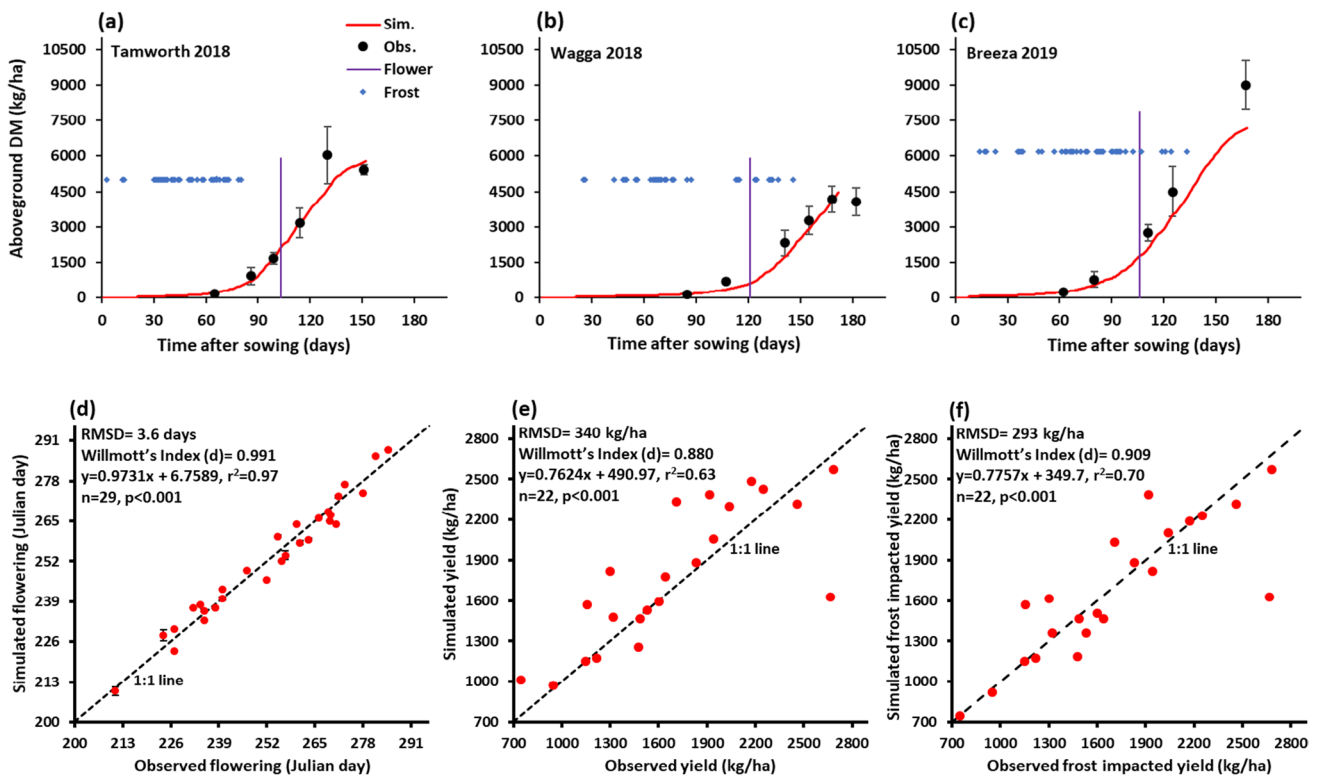 (a)
Tamworth 2018
Sim.
Obs.
Flower
Frost
Aboveground DM (kg/ha)
10500
9000
7500
6000
4500
3000
1500
0
0 30 60 90 120 150 180
Time after sowing (days)
(b)
Wagga 2018
10500
9000
7500
6000
4500
3000
1500
0
0 30 60 90 120 150 180
Time after sowing (days)
(c)
Breeza 2019
10500
9000
7500
6000
4500
3000
1500
0
0 30 60 90 120 150 180
Time after sowing (days)
(d)
RMSD= 3.6 days
Willmott's Index (d)= 0.991
y=0.9731x + 6.7589, r²=0.97
n=29, p<0.001
1:1 line
Simulated flowering (Julian day)
291
278
265
252
239
226
213
200
200 213 226 239 252 265 278 291
Observed flowering (Julian day)
(e)
RMSD= 340 kg/ha
Willmott's Index (d)= 0.880
y=0.7624x + 490.97, r²=0.63
n=22, p<0.001
1:1 line
Simulated yield (kg/ha)
2800
2500
2200
1900
1600
1300
1000
700
700 1000 1300 1600 1900 2200 2500 2800
Observed yield (kg/ha)
(f)
RMSD= 293 kg/ha
Willmott's Index (d)= 0.909
y=0.7757x + 349.7, r²=0.70
n=22, p<0.001
1:1 line
Simulated frost impacted yield (kg/ha)
2800
2500
2200
1900
1600
1300
1000
700
700 1000 1300 1600 1900 2200 2500 2800
Observed frost impacted yield (kg/ha)